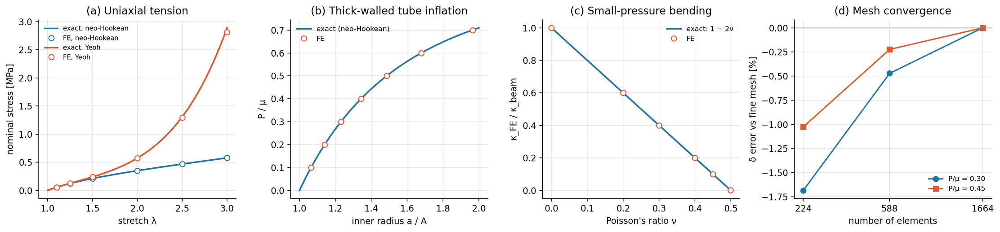 (a) Uniaxial tension
nominal stress [MPa]
3.0
2.5
2.0
1.5
1.0
0.5
0.0
exact, neo-Hookean
FE, neo-Hookean
exact, Yeoh
FE, Yeoh
1.0 1.5 2.0 2.5 3.0
stretch λ
(b) Thick-walled tube inflation
P / μ
0.7
0.6
0.5
0.4
0.3
0.2
0.1
0.0
exact (neo-Hookean)
FE
1.0 1.2 1.4 1.6 1.8 2.0
inner radius a / A
(c) Small-pressure bending
κ_FE / κ_beam
1.0
0.8
0.6
0.4
0.2
0.0
exact: 1 − 2ν
FE
0.0 0.1 0.2 0.3 0.4 0.5
Poisson's ratio ν
(d) Mesh convergence
δ error vs fine mesh [%]
0.00
−0.25
−0.50
−0.75
−1.00
−1.25
−1.50
−1.75
P/μ = 0.30
P/μ = 0.45
224 588 1664
number of elements